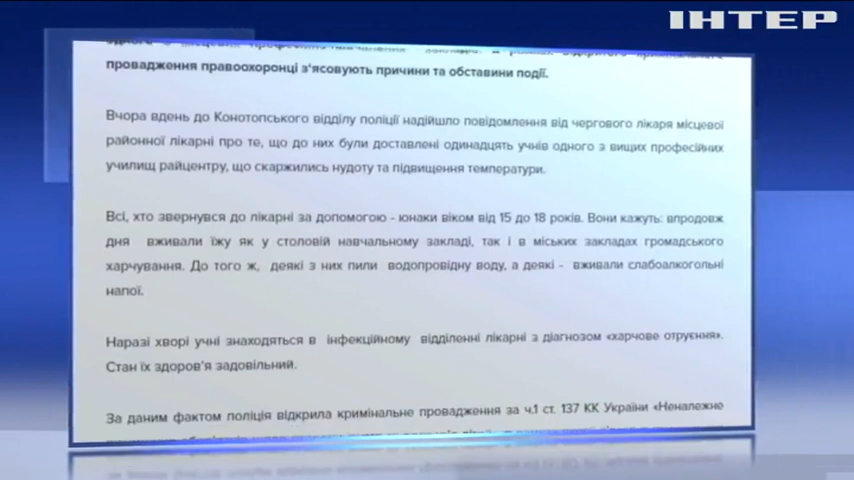 ІНТЕР
провадження правоохоронці з'ясовують причини та обставини події.
Вчора вдень до Конотопського відділу поліції надійшло повідомлення від чергового лікаря місцевої
районної лікарні про те, що до них були доставлені одинадцять учнів одного з вищих професійних
училищ райцентру, що скаржились нудоту та підвищення температури.
Всі, хто звернувся до лікарні за допомогою - юнаки віком від 15 до 18 років. Вони кажуть: впродовж
дня вживали їжу як у столовій навчальному закладі, так і в міських закладах громадського
харчування. До того ж, деякі з них пили водопровідну воду, а деякі - вживали слабоалкогольні
напої.
Наразі хворі учні знаходяться в інфекційному відділенні лікарні з діагнозом «харчове отруєння».
Стан їх здоров'я задовільний.
За даним фактом поліція відкрила кримінальне провадження за ч.1 ст. 137 КК України «Неналежне